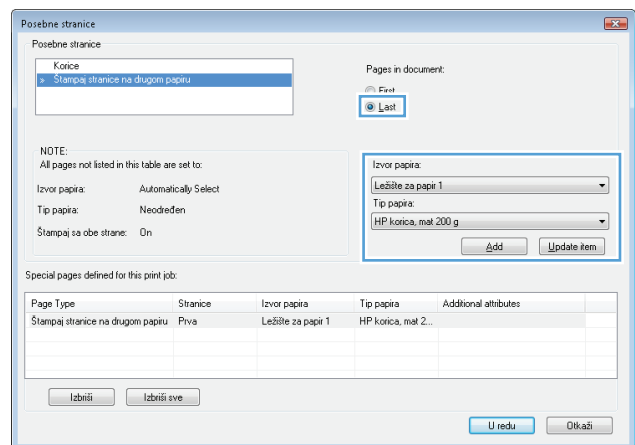 Posebne stranice
Posebne stranice
Korice
» Štampaj stranice na drugom papiru
Pages in document:
First
Last
NOTE:
All pages not listed in this table are set to:
Izvor papira: Automatically Select
Tip papira: Neodređen
Štampaj sa obe strane: On
Izvor papira:
Ležište za papir 1
Tip papira:
HP korica, mat 200 g
Add Update item
Special pages defined for this print job:
Page Type Stranice Izvor papira Tip papira Additional attributes
Štampaj stranice na drugom papiru Prva Ležište za papir 1 HP korica, mat 2...
Izbriši Izbriši sve
U redu Otkaži